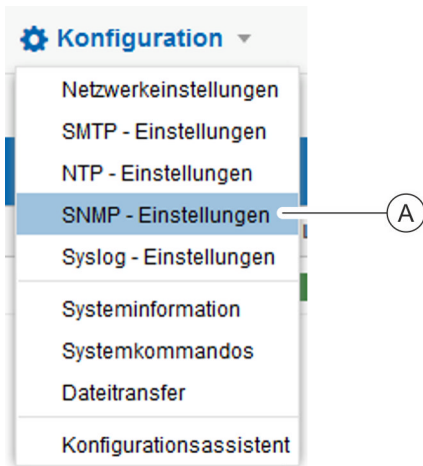 Konfiguration
Netzwerkeinstellungen
SMTP - Einstellungen
NTP - Einstellungen
SNMP - Einstellungen A
Syslog - Einstellungen
Systeminformation
Systemkommandos
Dateitransfer
Konfigurationsassistent